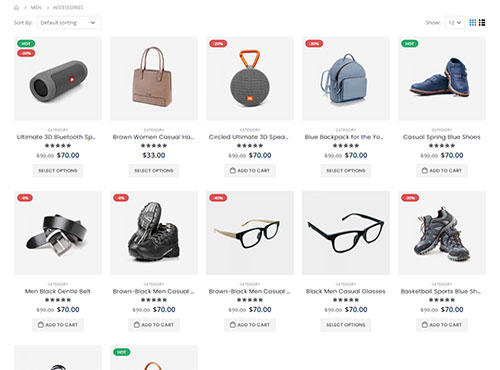 MEN ACCESSORIES
Sort By: Default sorting
Show: 12
HOT
-20%
-20%
-30%
HOT
JBL
CATEGORY CATEGORY CATEGORY CATEGORY CATEGORY
Ultimate 3D Bluetooth Sp... Brown Women Casual Ha... Circled Ultimate 3D Spea... Blue Backpack for the Yo... Casual Spring Blue Shoes
$90.00 $70.00 $33.00 $90.00 $70.00 $90.00 $70.00 $90.00 $70.00
SELECT OPTIONS SELECT OPTIONS ADD TO CART SELECT OPTIONS ADD TO CART
-40%
-30%
CATEGORY CATEGORY CATEGORY CATEGORY CATEGORY
Men Black Gentle Belt Brown-Black Men Casual ... Brown-Black Men Casual ... Black Men Casual Glasses Basketball Sports Blue Sh...
$90.00 $70.00 $90.00 $70.00 $90.00 $70.00 $90.00 $70.00 $90.00 $70.00
ADD TO CART ADD TO CART ADD TO CART SELECT OPTIONS ADD TO CART
HOT